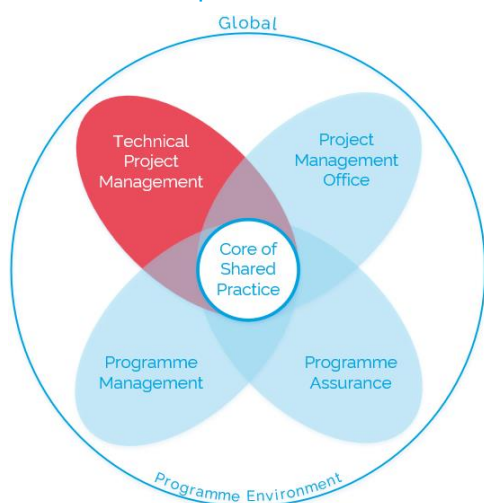 Global
Technical
Project
Management
Project
Management
Office
Core of
Shared
Practice
Programme
Management
Programme
Assurance
Programme Environment